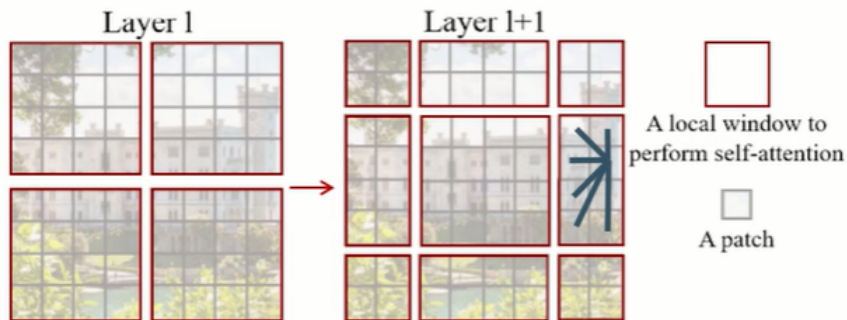 Layer l
Layer l+1
A local window to
perform self-attention
A patch